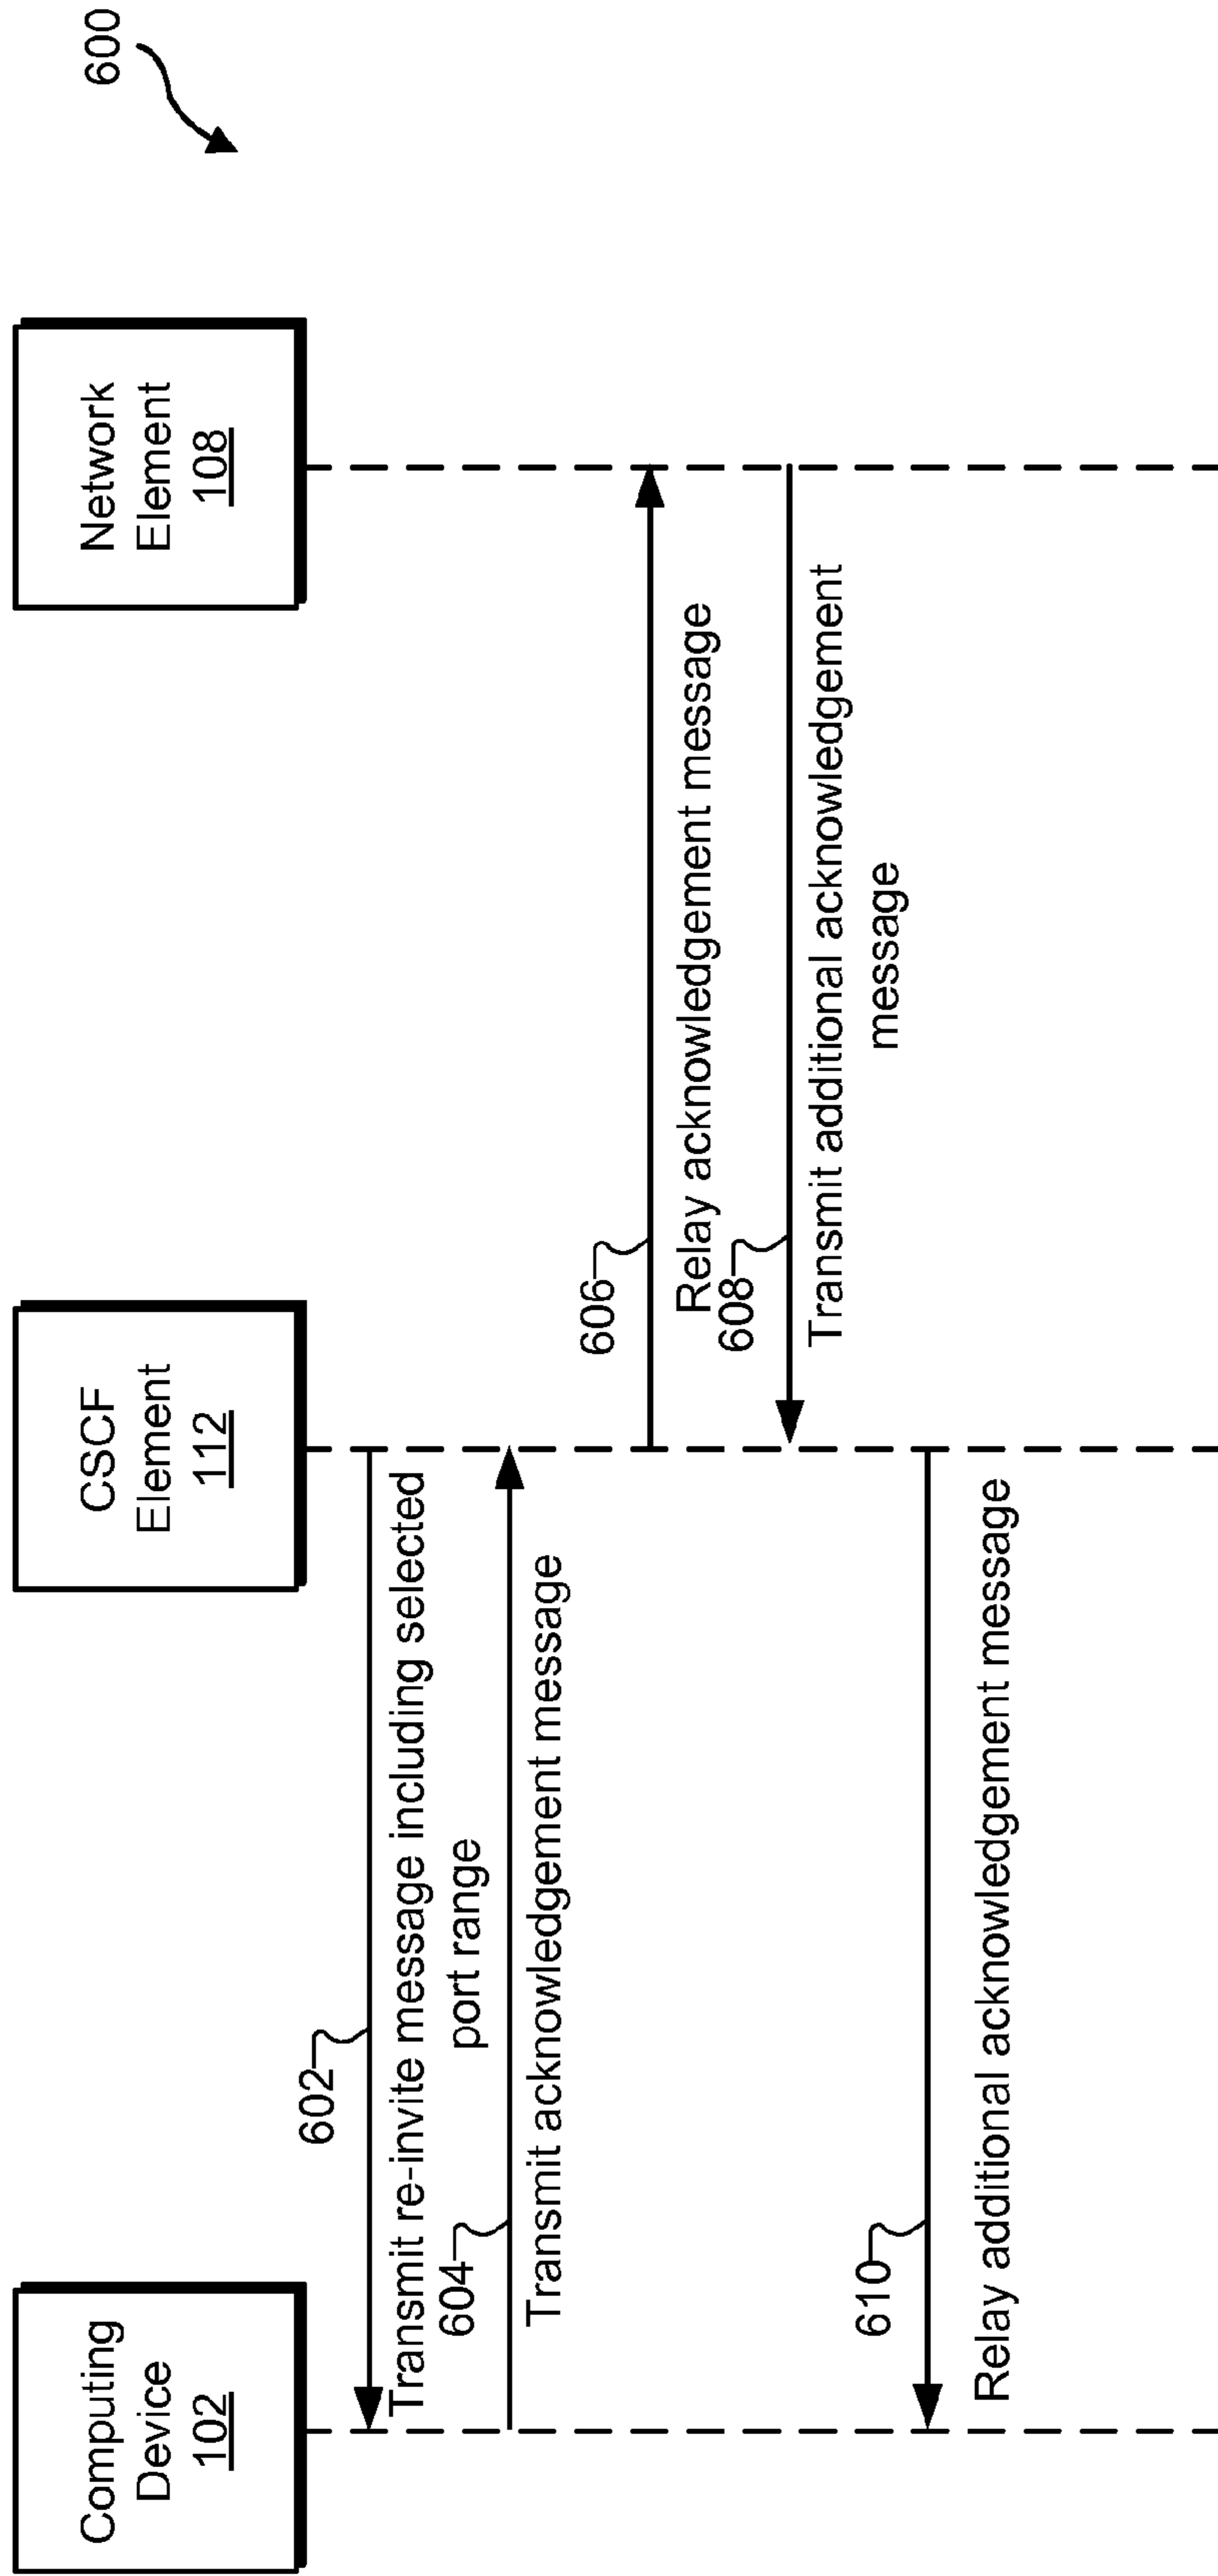 600
Computing
Device
102
CSCF
Element
112
Network
Element
108
602
Transmit re-invite message including selected
port range
604
Transmit acknowledgement message
606
Relay acknowledgement message
608
Transmit additional acknowledgement
message
610
Relay additional acknowledgement message